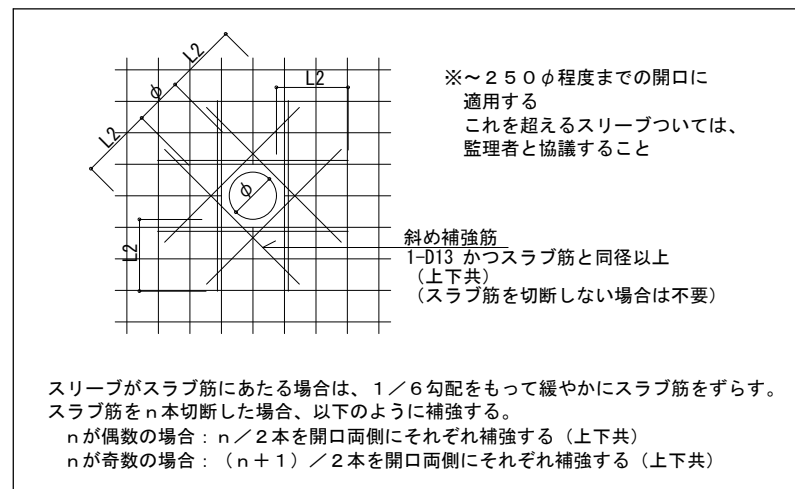 L2
φ
L2
L2
φ
L2
※～２５０φ程度までの開口に
適用する
これを超えるスリーブついては、
監理者と協議すること
斜め補強筋
1-D13 かつスラブ筋と同径以上
（上下共）
（スラブ筋を切断しない場合は不要）
スリーブがスラブ筋にあたる場合は、１／６勾配をもって緩やかにスラブ筋をずらす。
スラブ筋をｎ本切断した場合、以下のように補強する。
ｎが偶数の場合：ｎ／２本を開口両側にそれぞれ補強する（上下共）
ｎが奇数の場合：（ｎ＋１）／２本を開口両側にそれぞれ補強する（上下共）